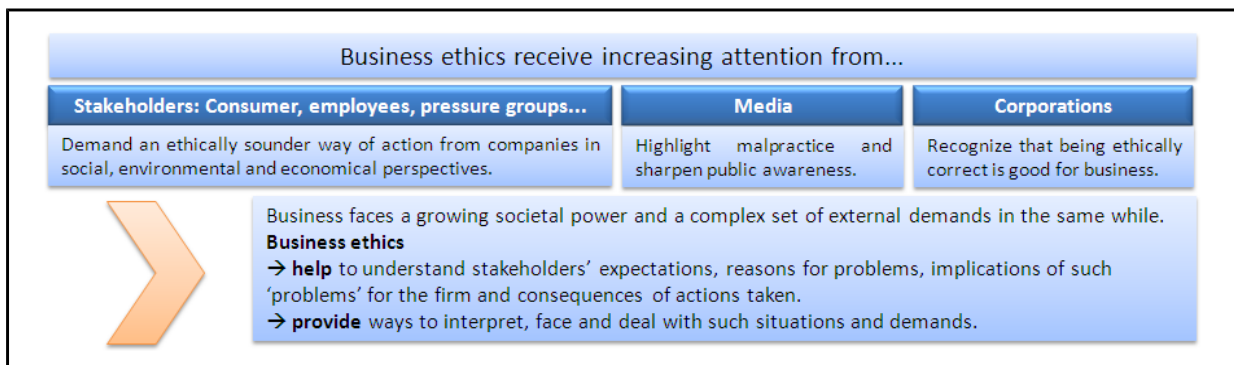 Business ethics receive increasing attention from...
Stakeholders: Consumer, employees, pressure groups...
Demand an ethically sounder way of action from companies in
social, environmental and economical perspectives.
Media
Highlight malpractice and
sharpen public awareness.
Corporations
Recognize that being ethically
correct is good for business.
Business faces a growing societal power and a complex set of external demands in the same while.
Business ethics
→ help to understand stakeholders’ expectations, reasons for problems, implications of such
‘problems’ for the firm and consequences of actions taken.
→ provide ways to interpret, face and deal with such situations and demands.